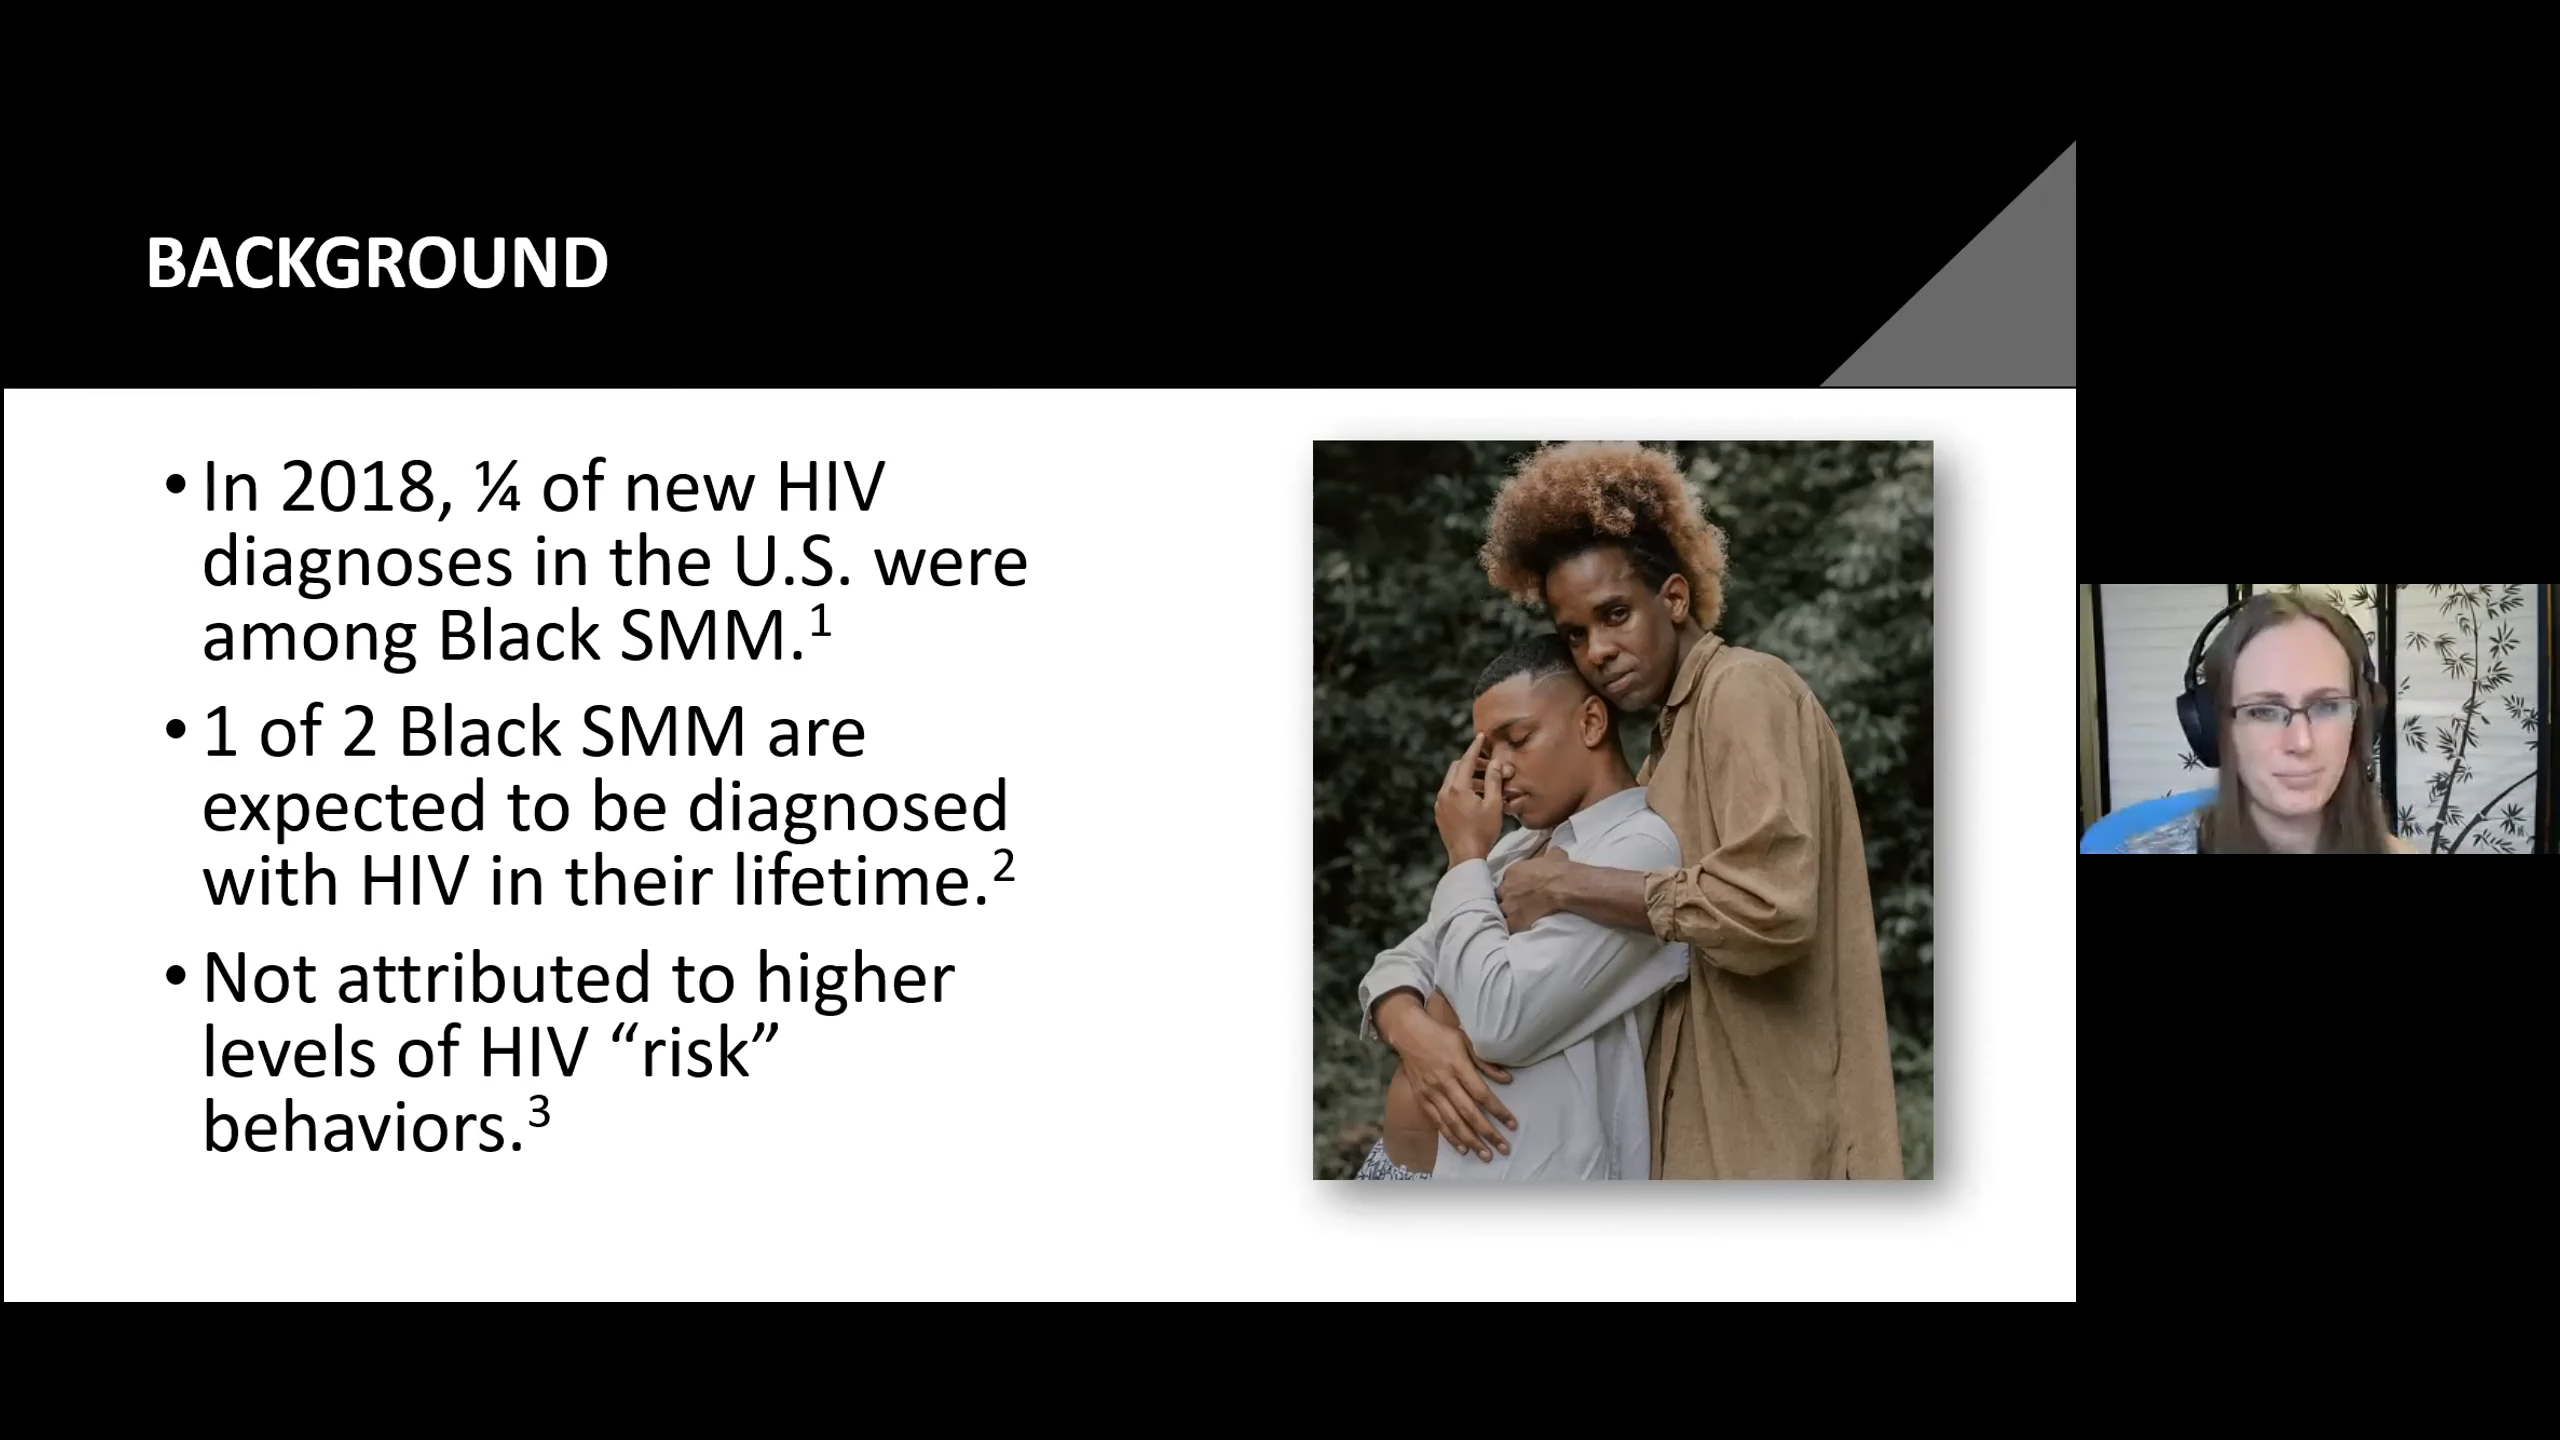 BACKGROUND
• In 2018, ¼ of new HIV
diagnoses in the U.S. were
among Black SMM.¹
• 1 of 2 Black SMM are
expected to be diagnosed
with HIV in their lifetime.²
• Not attributed to higher
levels of HIV “risk”
behaviors.³